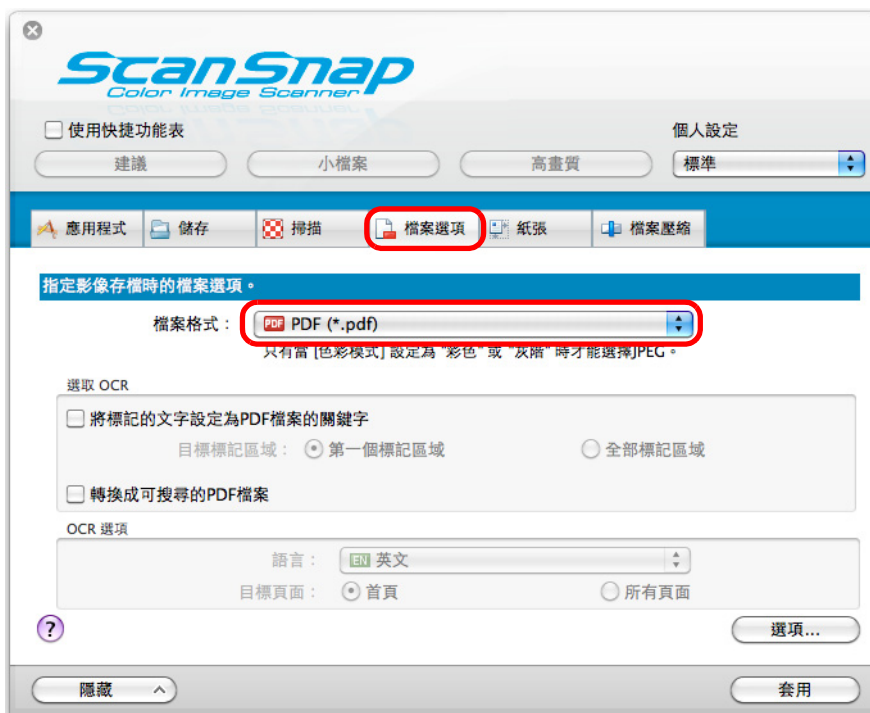 ScanSnap
Color Image Scanner
使用快捷功能表
個人設定
建議 小檔案 高畫質 標準
應用程式 儲存 掃描 檔案選項 紙張 檔案壓縮
指定影像存檔時的檔案選項。
檔案格式： PDF PDF (*.pdf)
只有當 [色彩模式] 設定為 "彩色" 或 "灰階" 時才能選擇JPEG。
選取 OCR
將標記的文字設定為PDF檔案的關鍵字
目標標記區域： 第一個標記區域 全部標記區域
轉換成可搜尋的PDF檔案
OCR 選項
語言： EN 英文
目標頁面： 首頁 所有頁面
? 選項...
隱藏 套用